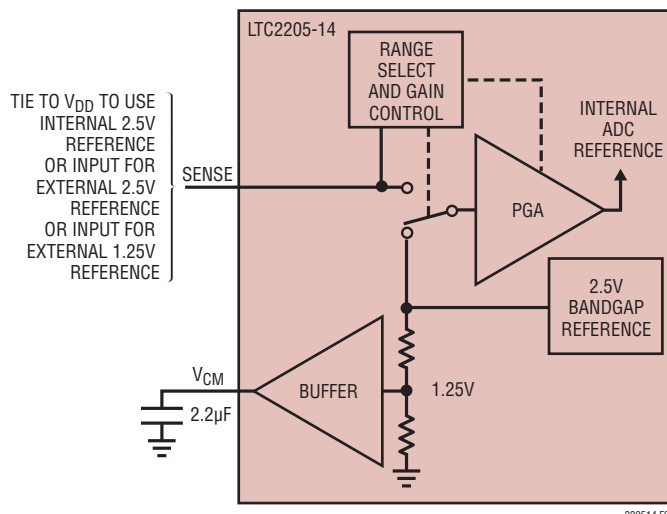 LTC2205-14
RANGE
SELECT
AND GAIN
CONTROL
TIE TO VDD TO USE
INTERNAL 2.5V
REFERENCE
OR INPUT FOR
EXTERNAL 2.5V
REFERENCE
OR INPUT FOR
EXTERNAL 1.25V
REFERENCE
SENSE
INTERNAL
ADC
REFERENCE
PGA
2.5V
BANDGAP
REFERENCE
VCM
BUFFER
1.25V
2.2µF